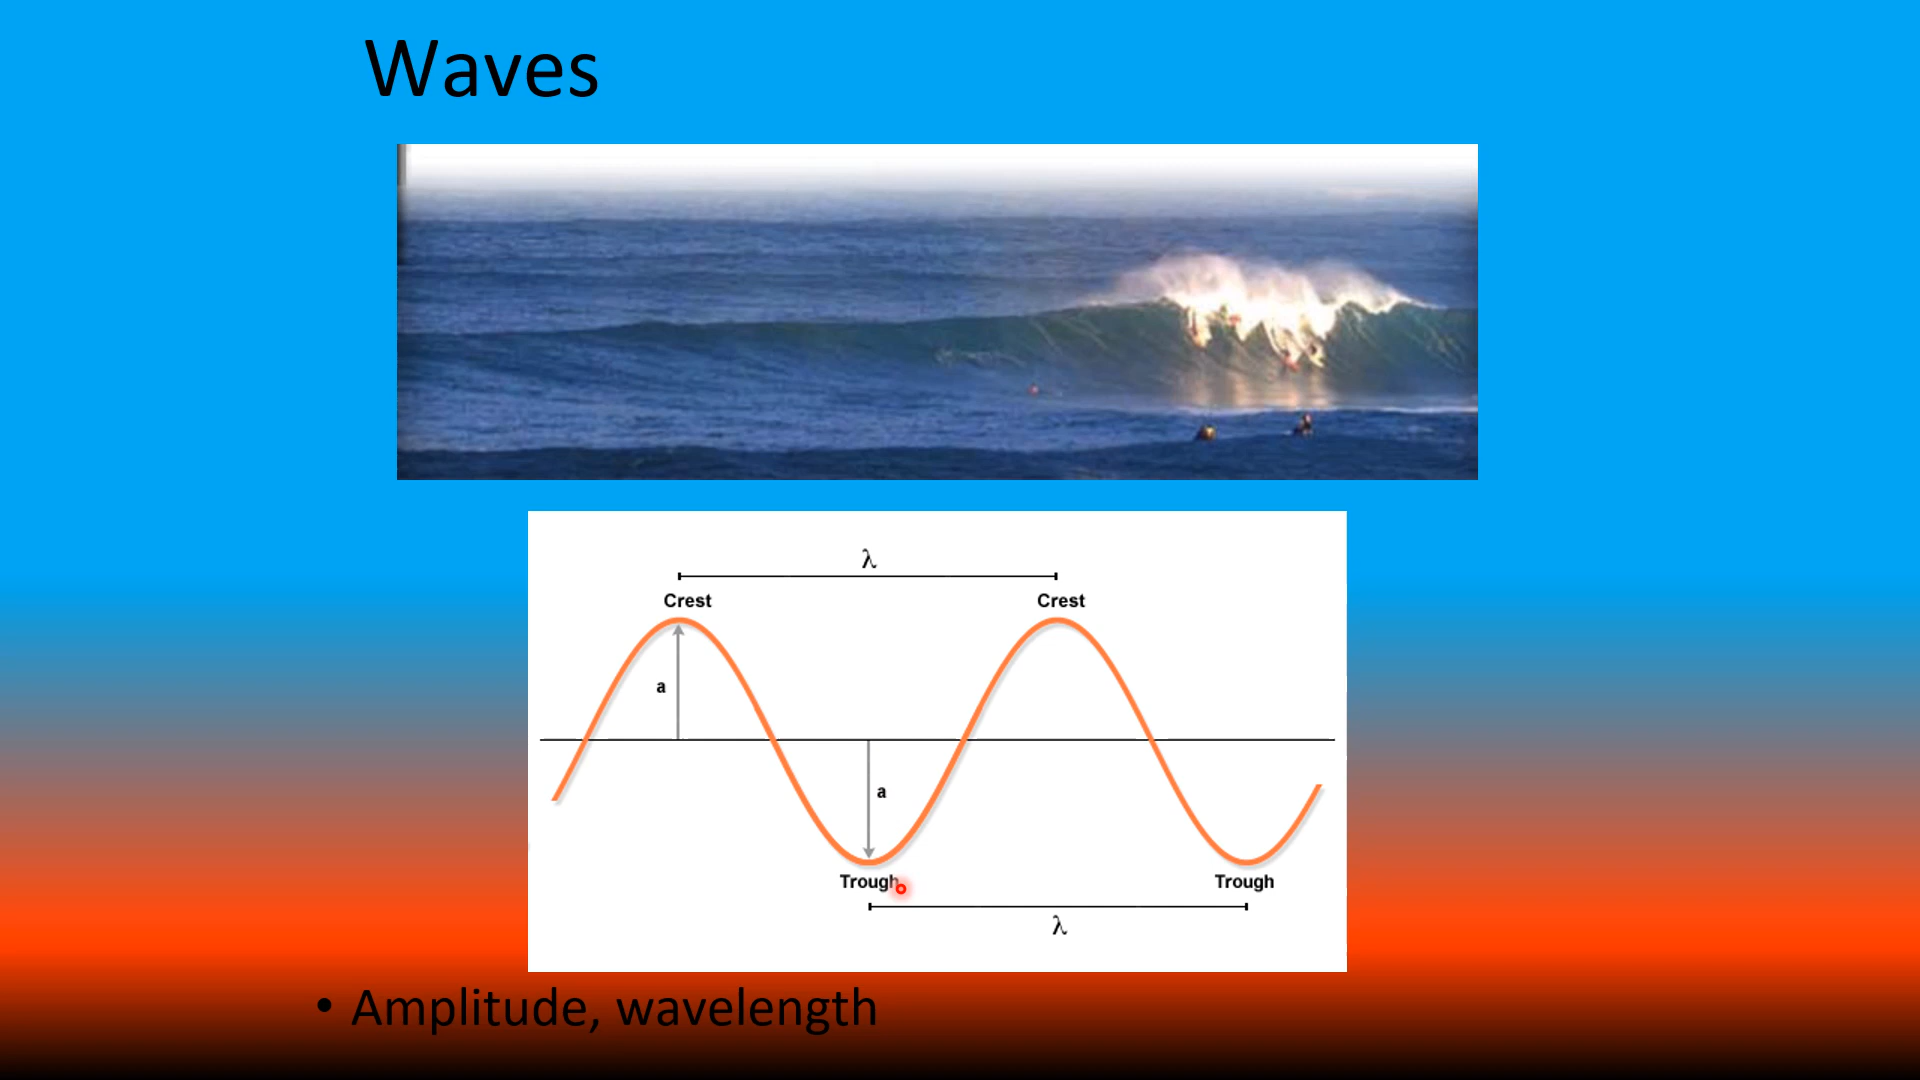 Waves
λ
Crest Crest
a
a
Trough Trough
λ
• Amplitude, wavelength